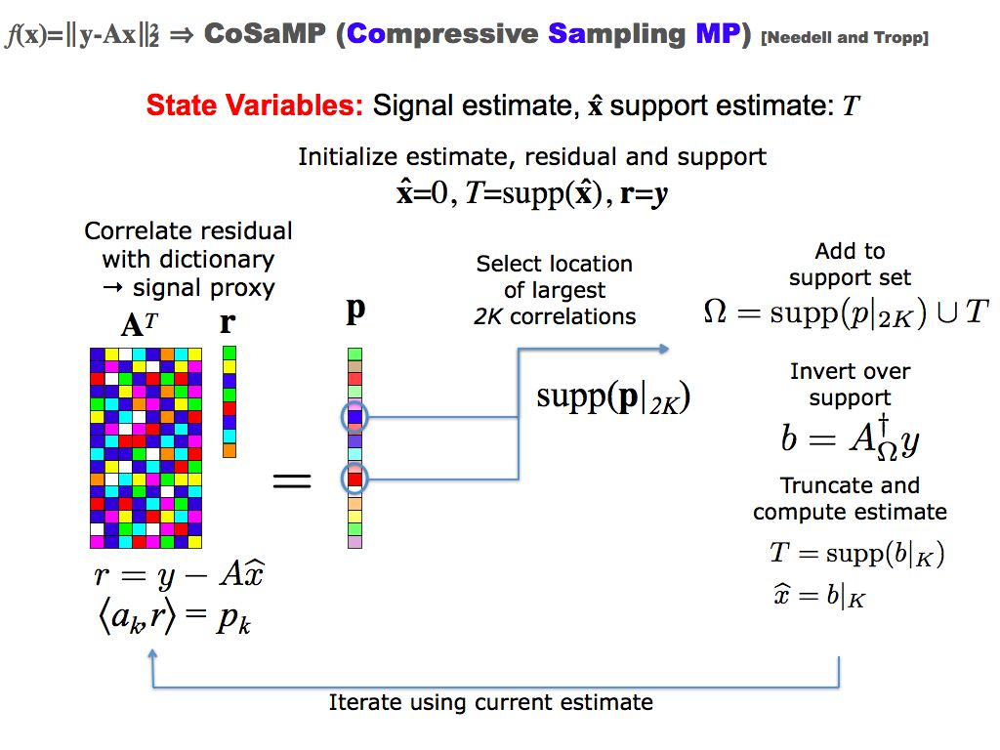 f(x)=‖y-Ax‖₂² ⇒ CoSaMP (Compressive Sampling MP) [Needell and Tropp]
State Variables: Signal estimate, x̂ support estimate: T
Initialize estimate, residual and support
x̂=0, T=supp(x̂), r=y
Correlate residual
with dictionary
→ signal proxy
Aᵀ r
p
Select location
of largest
2K correlations
supp(p|₂K)
Add to
support set
Ω = supp(p|₂K) ∪ T
Invert over
support
b = A†_Ω y
Truncate and
compute estimate
T = supp(b|K)
x̂ = b|K
=
r = y − Ax̂
⟨aₖ,r⟩ = pₖ
Iterate using current estimate